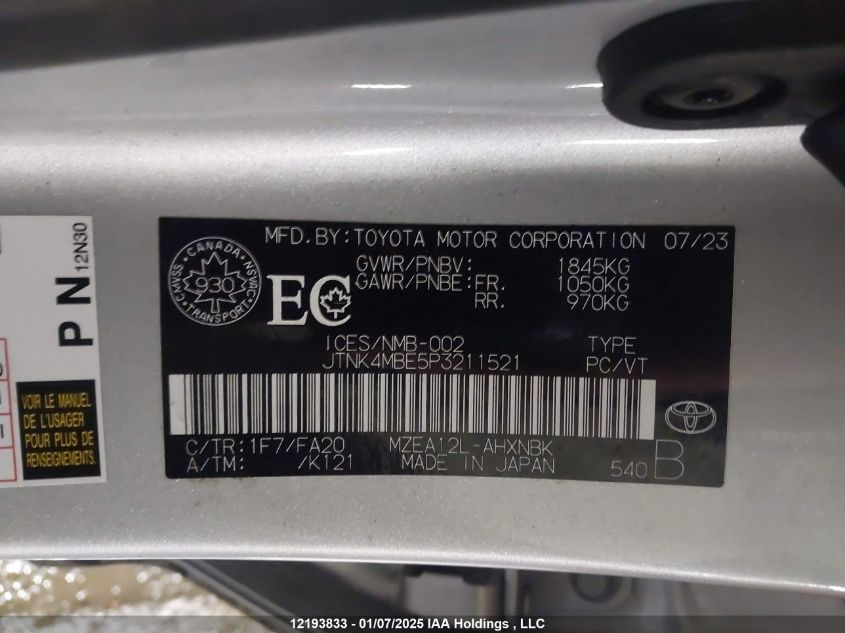 MFD.BY:TOYOTA MOTOR CORPORATION 07/23
GVWR/PNBV: 1845KG
GAWR/PNBE:FR. 1050KG
RR. 970KG
CANADA
930
TRANSPORT
CMVSS NSVAC
EC
ICES/NMB-002 TYPE
JTNK4MBE5P3211521 PC/VT
C/TR:1F7/FA20 MZEA12L-AHXNBK
A/TM: /K121 MADE IN JAPAN 540 B
P N 12N30
VOIR LE MANUEL
DE L'USAGER
POUR PLUS DE
RENSEIGNEMENTS.
12193833 - 01/07/2025 IAA Holdings , LLC